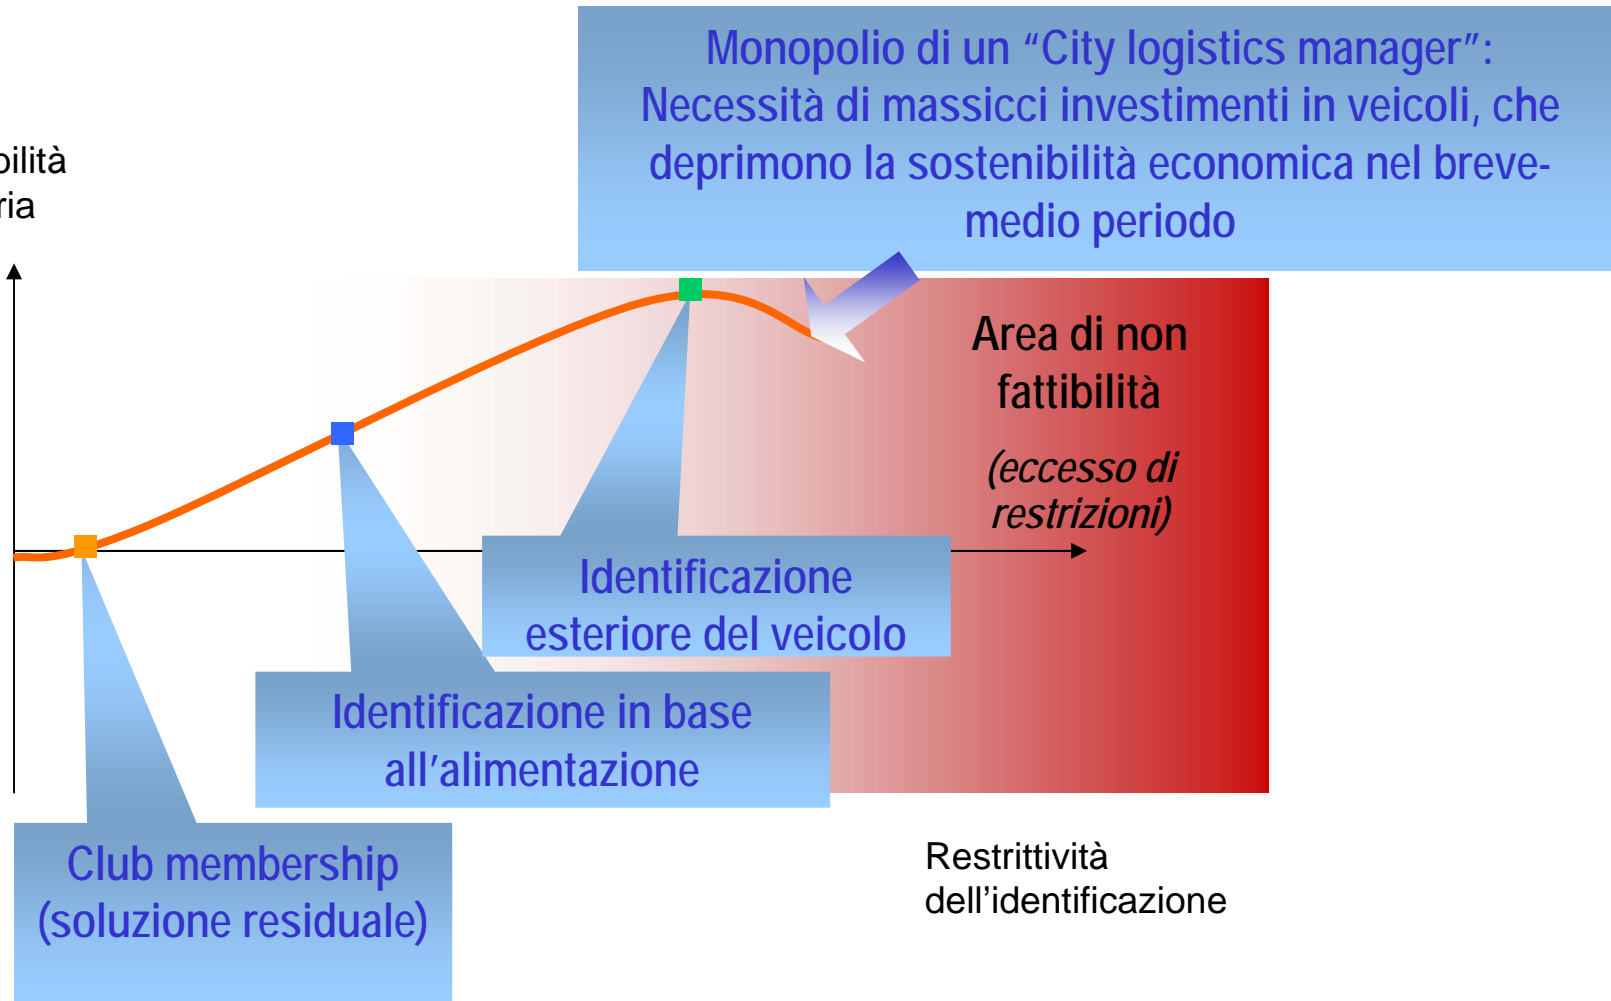 Monopolio di un “City logistics manager”:
Necessità di massicci investimenti in veicoli, che
deprimono la sostenibilità economica nel breve-
medio periodo
bilità
ria
Area di non
fattibilità
(eccesso di
restrizioni)
Identificazione
esteriore del veicolo
Identificazione in base
all’alimentazione
Club membership
(soluzione residuale)
Restrittività
dell’identificazione